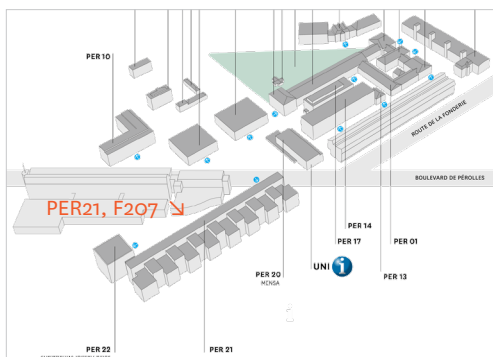 PER 10
ROUTE DE LA FONDERIE
BOULEVARD DE PÉROLLES
PER21, F207
PER 14
PER 17
PER 01
UNI i
PER 20
MENSA
PER 13
PER 22
PER 21